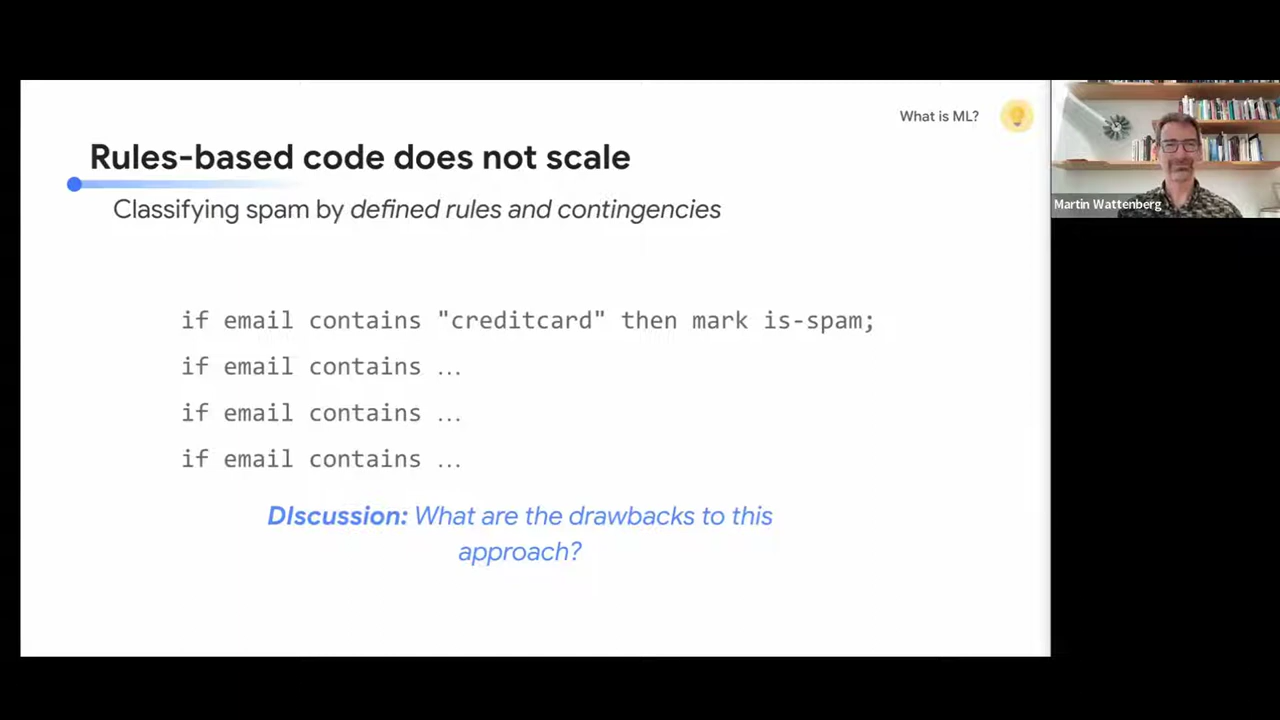 What is ML?
Rules-based code does not scale
Classifying spam by defined rules and contingencies
if email contains "creditcard" then mark is-spam;
if email contains ...
if email contains ...
if email contains ...
DIscussion: What are the drawbacks to this
approach?
Martin Wattenberg